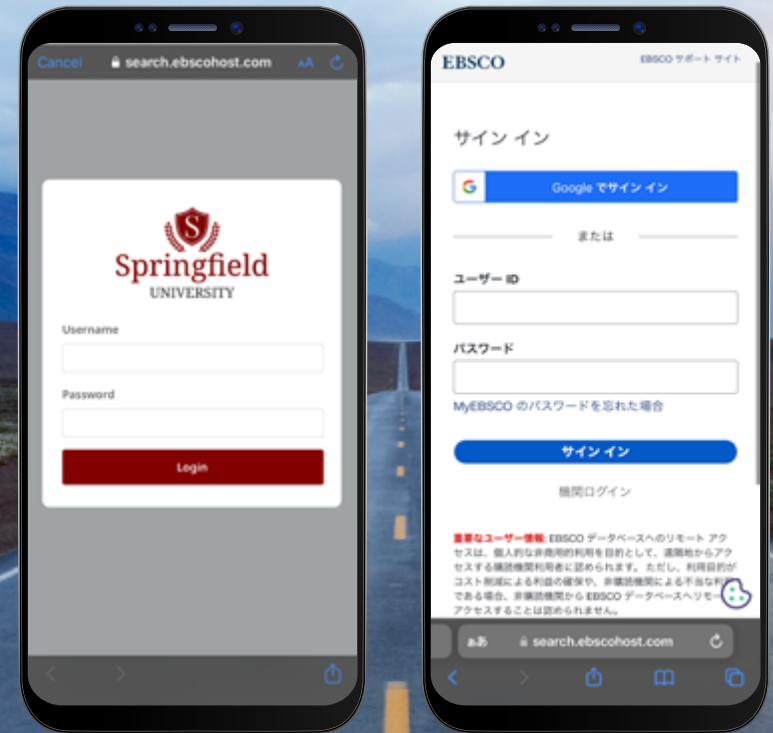 Cancel
search.ebscohost.com
AA
S
Springfield
UNIVERSITY
Username
Password
Login
EBSCO
EBSCO サポート サイト
サイン イン
G
Google でサイン イン
または
ユーザー ID
パスワード
MyEBSCO のパスワードを忘れた場合
サイン イン
機関ログイン
重要なユーザー情報: EBSCO データベースへのリモート アク
セスは、個人的な非商用的利用を目的として、遠隔地からアク
セスする購読機関利用者に認められます。ただし、利用目的が
コスト削減による利益の確保や、非購読機関による不当な利
である場合、非購読機関から EBSCO データベースへリモー
アクセスすることは認められません。
ああ
search.ebscohost.com